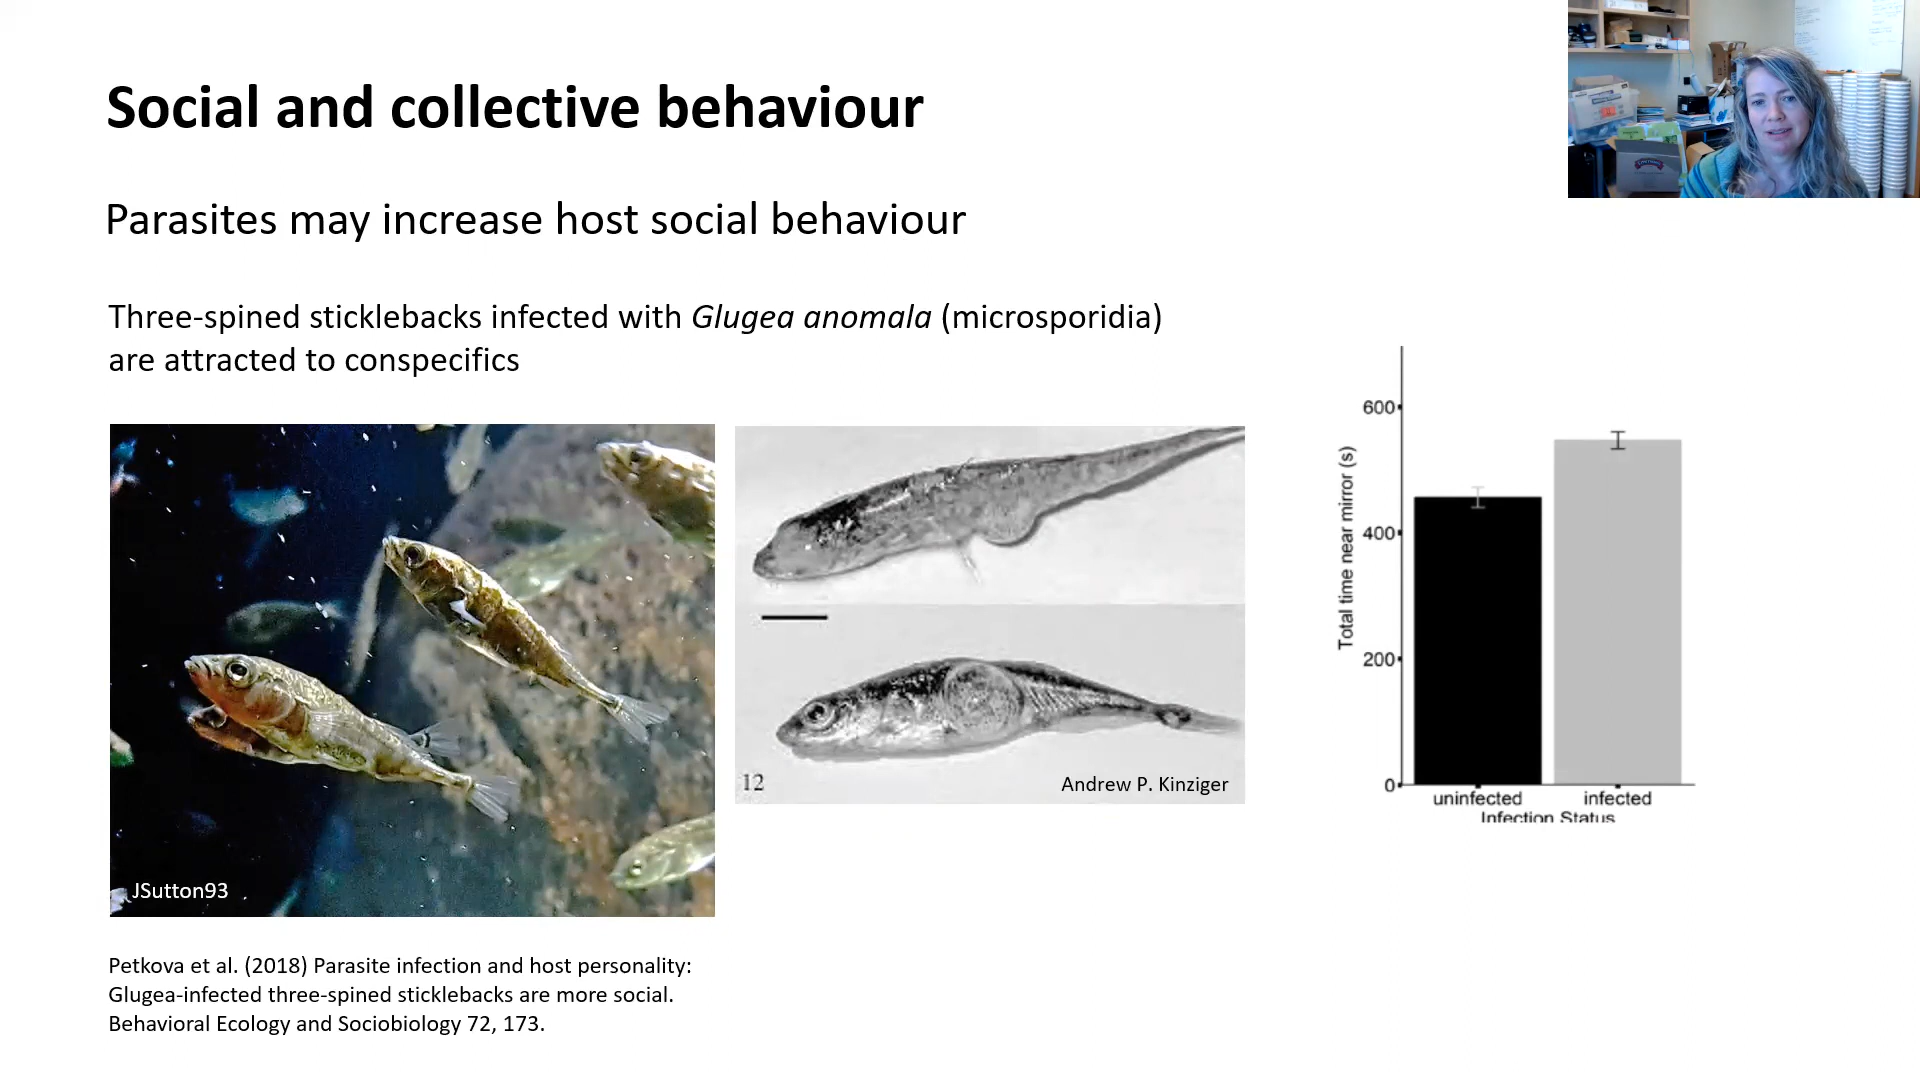 Social and collective behaviour
Parasites may increase host social behaviour
Three-spined sticklebacks infected with Glugea anomala (microsporidia)
are attracted to conspecifics
JSutton93
12
Andrew P. Kinziger
Total time near mirror (s)
600
400
200
0
uninfected
infected
Infection Status
Petkova et al. (2018) Parasite infection and host personality:
Glugea-infected three-spined sticklebacks are more social.
Behavioral Ecology and Sociobiology 72, 173.